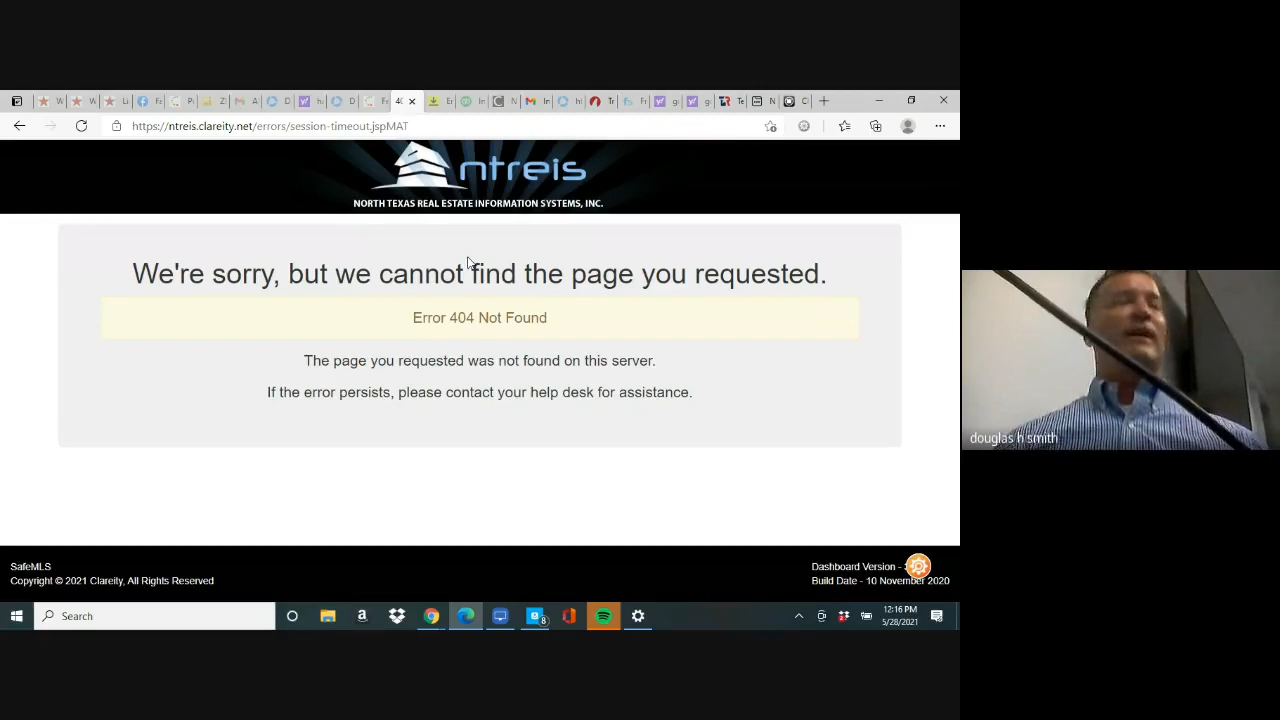 https://ntreis.clareity.net/errors/session-timeout.jspMAT
ntreis
NORTH TEXAS REAL ESTATE INFORMATION SYSTEMS, INC.
We're sorry, but we cannot find the page you requested.
Error 404 Not Found
The page you requested was not found on this server.
If the error persists, please contact your help desk for assistance.
douglas h smith
SafeMLS
Copyright © 2021 Clareity, All Rights Reserved
Dashboard Version -
Build Date - 10 November 2020
Search
8
12:16 PM
5/28/2021